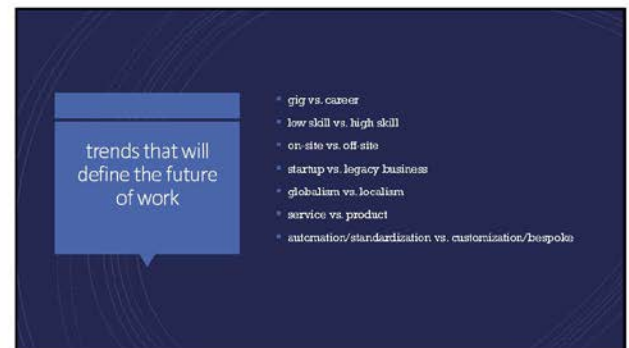 trends that will
define the future
of work
gig vs. career
low skill vs. high skill
on-site vs. off-site
startup vs. legacy business
globalism vs. localism
service vs. product
automation/standardization vs. customization/bespoke